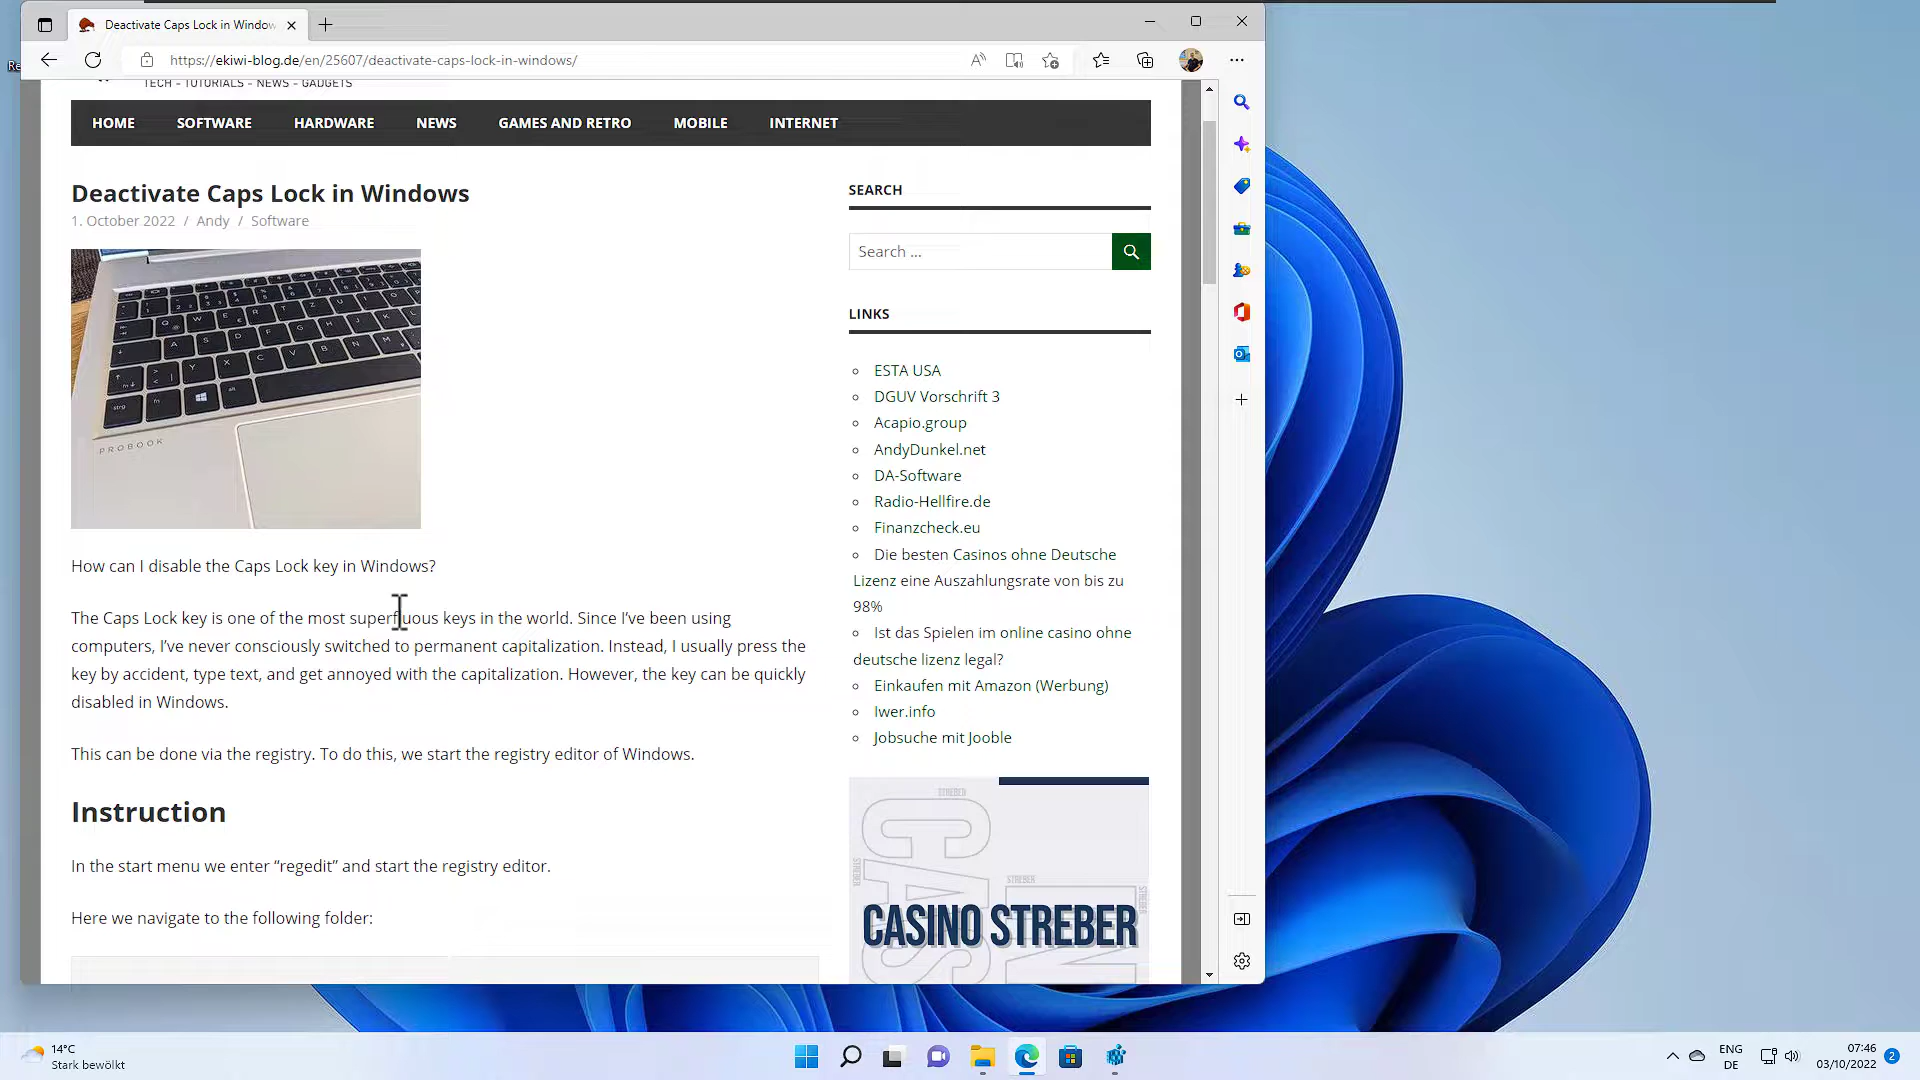 Deactivate Caps Lock in Window
https://ekiwi-blog.de/en/25607/deactivate-caps-lock-in-windows/
TECH – TUTORIALS – NEWS – GADGETS
HOME SOFTWARE HARDWARE NEWS GAMES AND RETRO MOBILE INTERNET
Deactivate Caps Lock in Windows
1. October 2022 / Andy / Software
PROBOOK
How can I disable the Caps Lock key in Windows?
The Caps Lock key is one of the most superfluous keys in the world. Since I’ve been using
computers, I’ve never consciously switched to permanent capitalization. Instead, I usually press the
key by accident, type text, and get annoyed with the capitalization. However, the key can be quickly
disabled in Windows.
This can be done via the registry. To do this, we start the registry editor of Windows.
Instruction
In the start menu we enter “regedit” and start the registry editor.
Here we navigate to the following folder:
SEARCH
Search ...
LINKS
ESTA USA
DGUV Vorschrift 3
Acapio.group
AndyDunkel.net
DA-Software
Radio-Hellfire.de
Finanzcheck.eu
Die besten Casinos ohne Deutsche
Lizenz eine Auszahlungsrate von bis zu
98%
Ist das Spielen im online casino ohne
deutsche lizenz legal?
Einkaufen mit Amazon (Werbung)
Iwer.info
Jobsuche mit Jooble
STREBER
STREBER
CASINO STREBER
14°C
Stark bewölkt
ENG
DE
07:46
03/10/2022
2